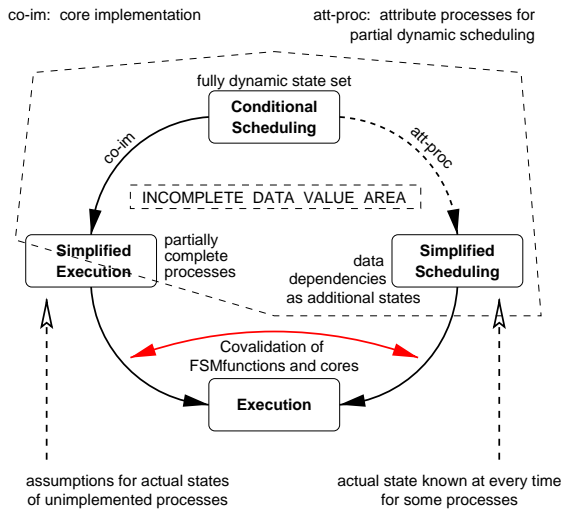 co-im: core implementation
att-proc: attribute processes for
partial dynamic scheduling
fully dynamic state set
Conditional
Scheduling
co-im
att-proc
INCOMPLETE DATA VALUE AREA
Simplified
Execution
partially
complete
processes
data
dependencies
as additional states
Simplified
Scheduling
Covalidation of
FSMfunctions and cores
Execution
assumptions for actual states
of unimplemented processes
actual state known at every time
for some processes